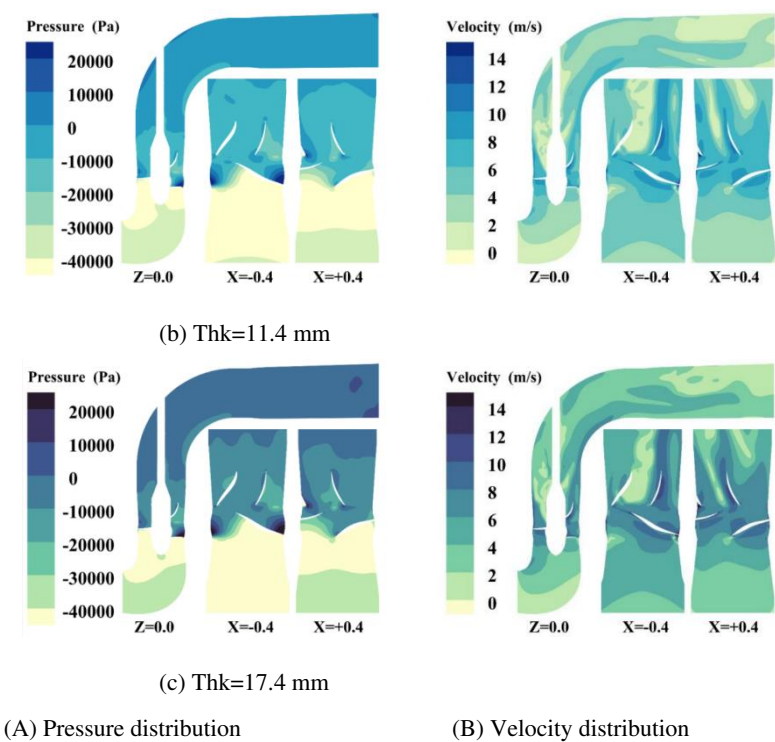 Pressure (Pa)
20000
10000
0
-10000
-20000
-30000
-40000
Z=0.0 X=-0.4 X=+0.4
Velocity (m/s)
14
12
10
8
6
4
2
0
Z=0.0 X=-0.4 X=+0.4
(b) Thk=11.4 mm
Pressure (Pa)
20000
10000
0
-10000
-20000
-30000
-40000
Z=0.0 X=-0.4 X=+0.4
Velocity (m/s)
14
12
10
8
6
4
2
0
Z=0.0 X=-0.4 X=+0.4
(c) Thk=17.4 mm
(A) Pressure distribution (B) Velocity distribution